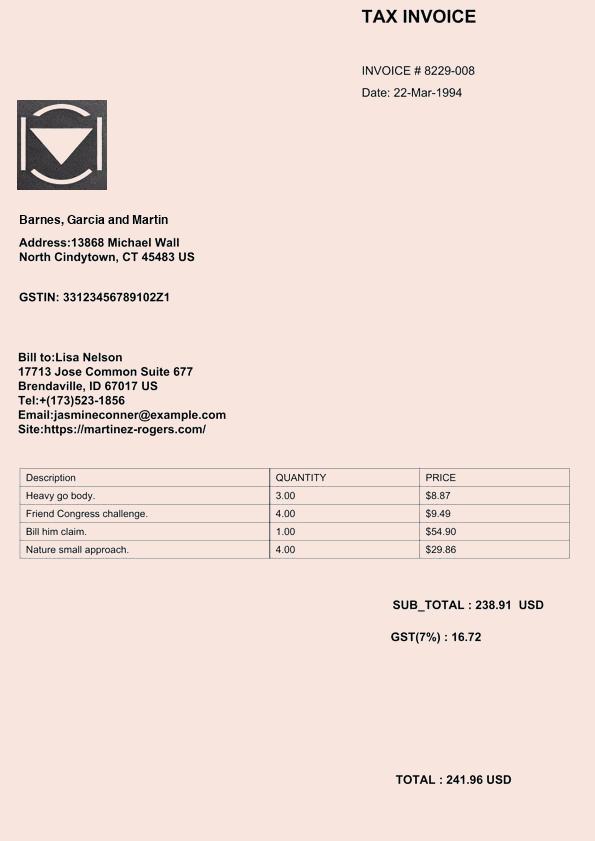 TAX INVOICE
INVOICE # 8229-008
Date: 22-Mar-1994
Barnes, Garcia and Martin
Address:13868 Michael Wall
North Cindytown, CT 45483 US
GSTIN: 33123456789102Z1
Bill to:Lisa Nelson
17713 Jose Common Suite 677
Brendaville, ID 67017 US
Tel:+(173)523-1856
Email:jasmineconner@example.com
Site:https://martinez-rogers.com/
Description QUANTITY PRICE
Heavy go body. 3.00 $8.87
Friend Congress challenge. 4.00 $9.49
Bill him claim. 1.00 $54.90
Nature small approach. 4.00 $29.86
SUB_TOTAL : 238.91 USD
GST(7%) : 16.72
TOTAL : 241.96 USD